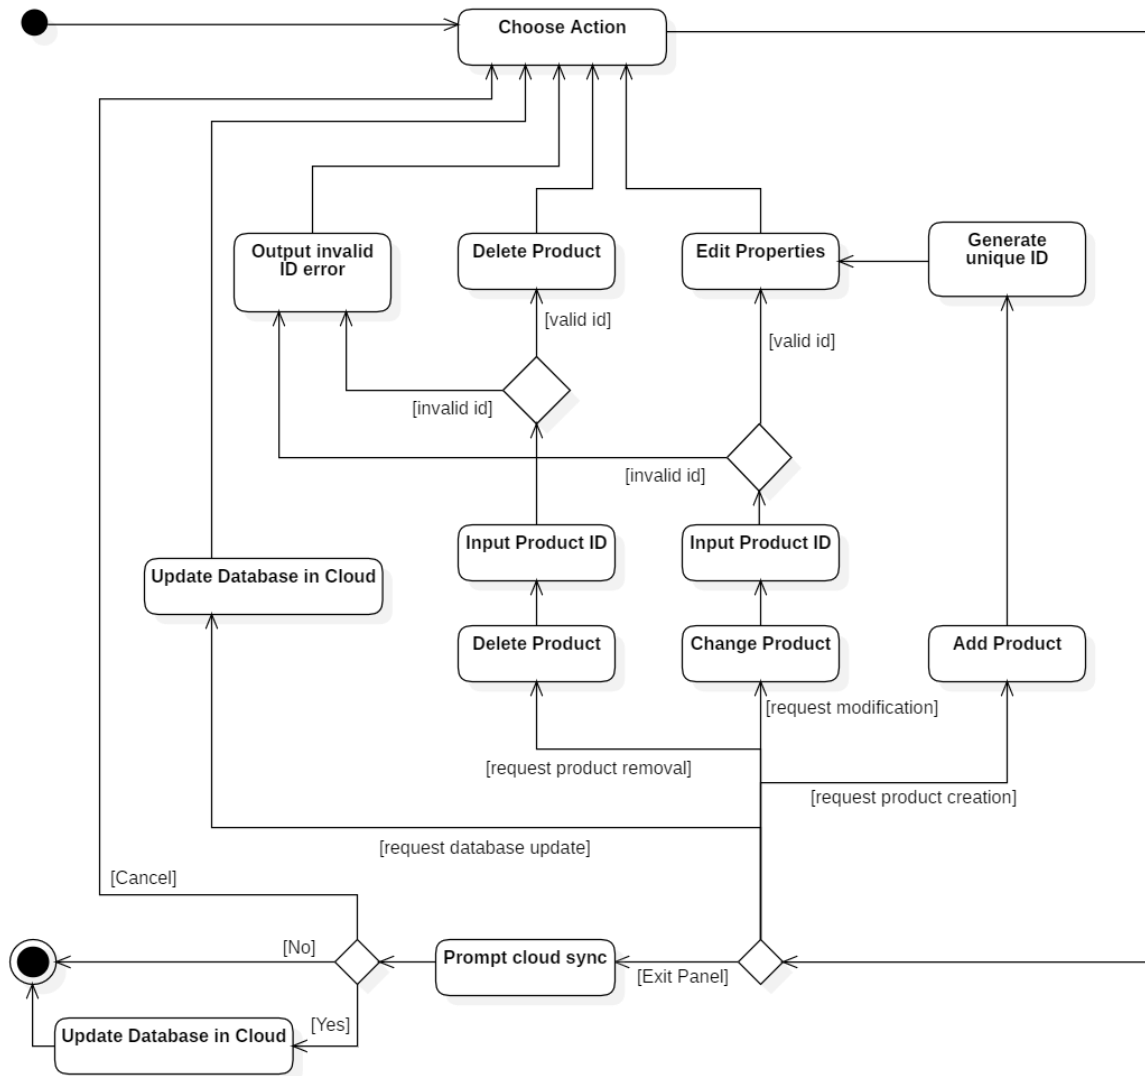 Choose Action
Output invalid
ID error
Delete Product
Edit Properties
Generate
unique ID
[valid id]
[valid id]
[invalid id]
[invalid id]
Input Product ID
Input Product ID
Update Database in Cloud
Delete Product
Change Product
Add Product
[request modification]
[request product removal]
[request product creation]
[request database update]
[Cancel]
[No]
Prompt cloud sync
[Exit Panel]
[Yes]
Update Database in Cloud